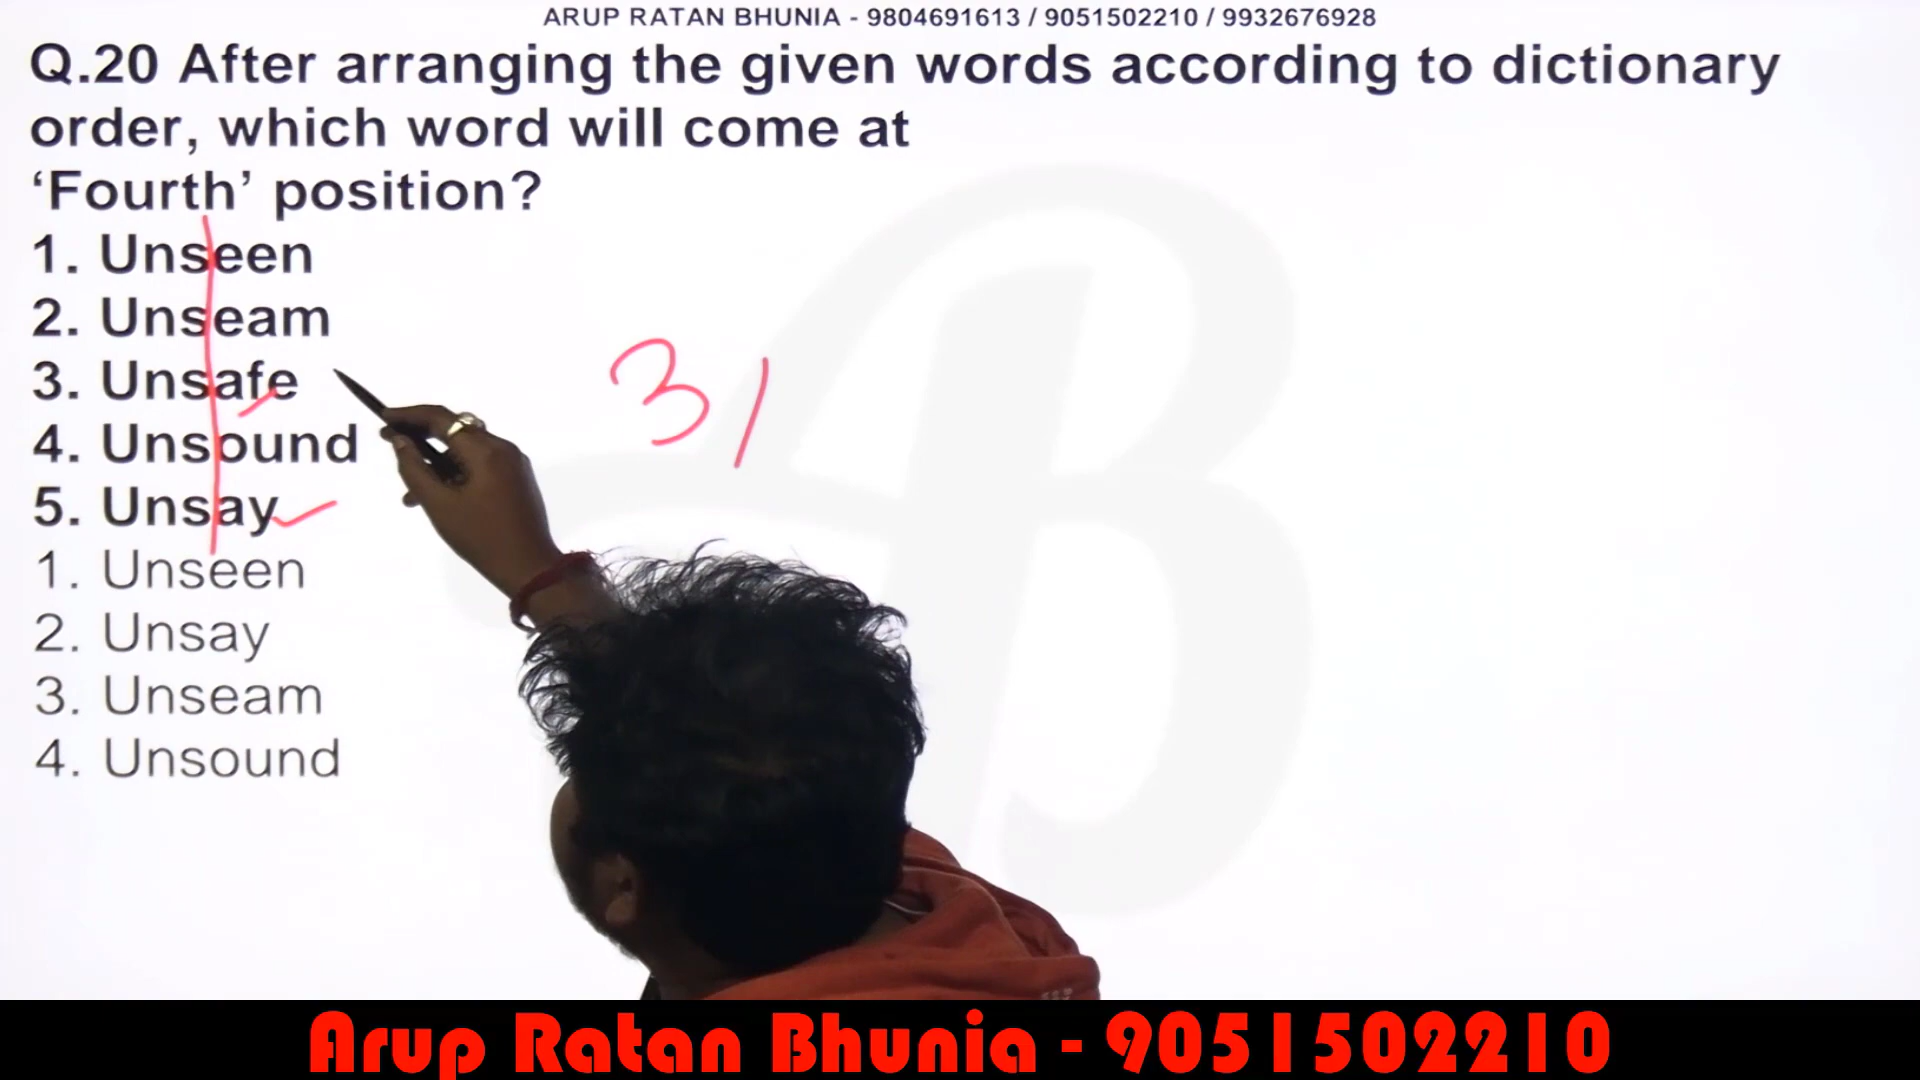 ARUP RATAN BHUNIA - 9804691613 / 9051502210 / 9932676928
Q.20 After arranging the given words according to dictionary
order, which word will come at
‘Fourth’ position?
1. Unseen
2. Unseam
3. Unsafe
4. Unsound
5. Unsay
3,
1. Unseen
2. Unsay
3. Unseam
4. Unsound
Arup Ratan Bhunia - 9051502210